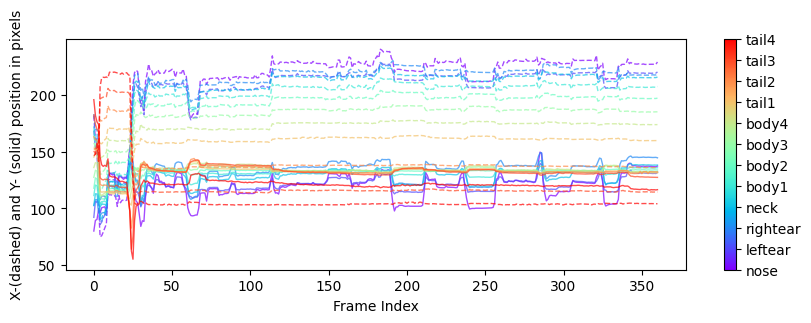 X-(dashed) and Y- (solid) position in pixels
200
150
100
50
0
50
100
150
200
250
300
350
Frame Index
tail4
tail3
tail2
tail1
body4
body3
body2
body1
neck
rightear
leftear
nose